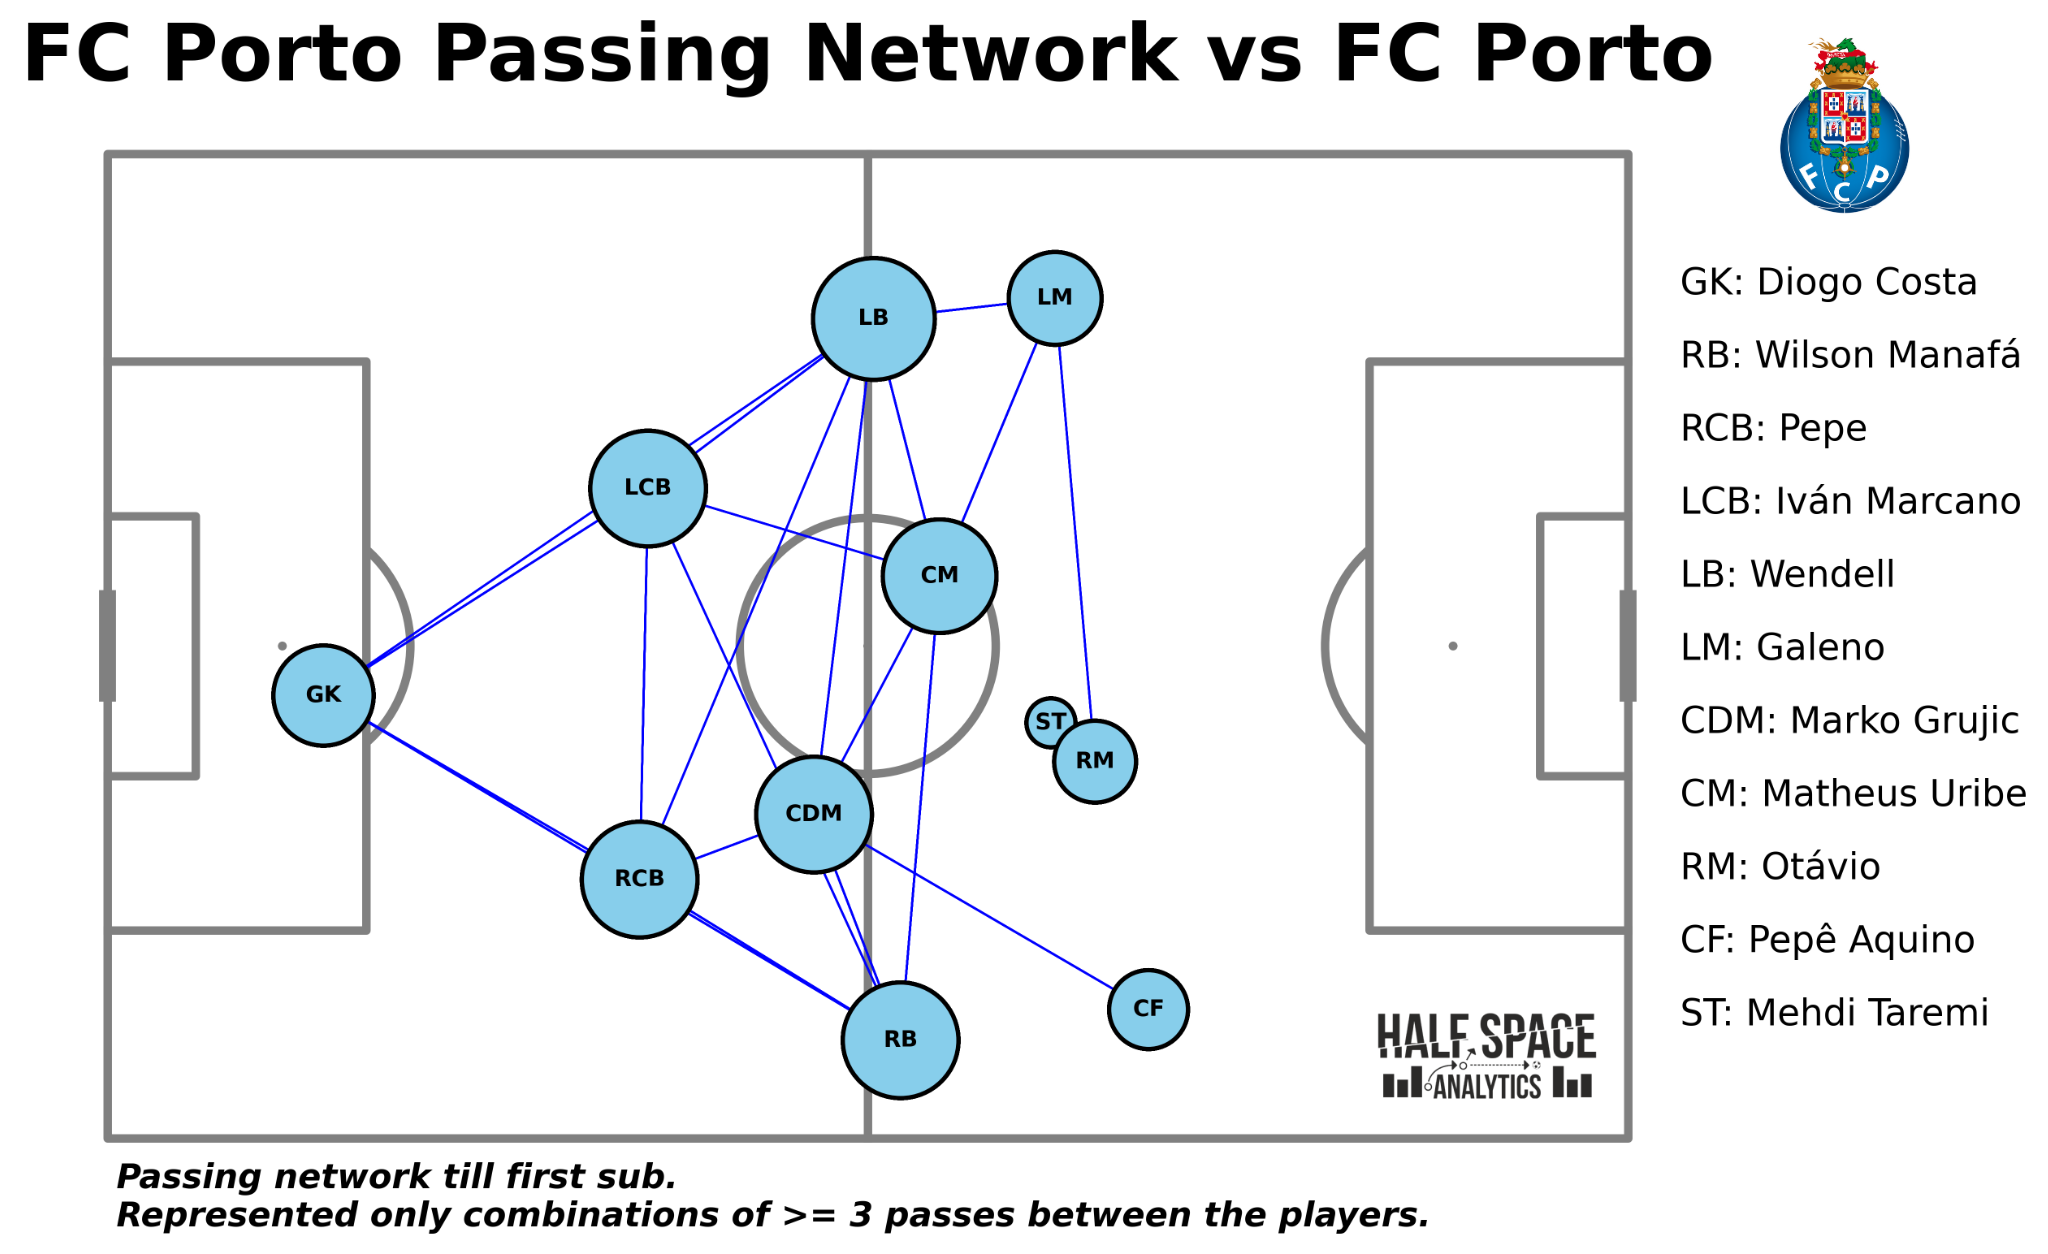 FC Porto Passing Network vs FC Porto
F C P
GK: Diogo Costa
RB: Wilson Manafá
RCB: Pepe
LCB: Iván Marcano
LB: Wendell
LM: Galeno
CDM: Marko Grujic
CM: Matheus Uribe
RM: Otávio
CF: Pepê Aquino
ST: Mehdi Taremi
LM
LB
LCB
CM
GK
ST
RM
CDM
RCB
CF
RB
HALF SPACE
ANALYTICS
Passing network till first sub.
Represented only combinations of >= 3 passes between the players.